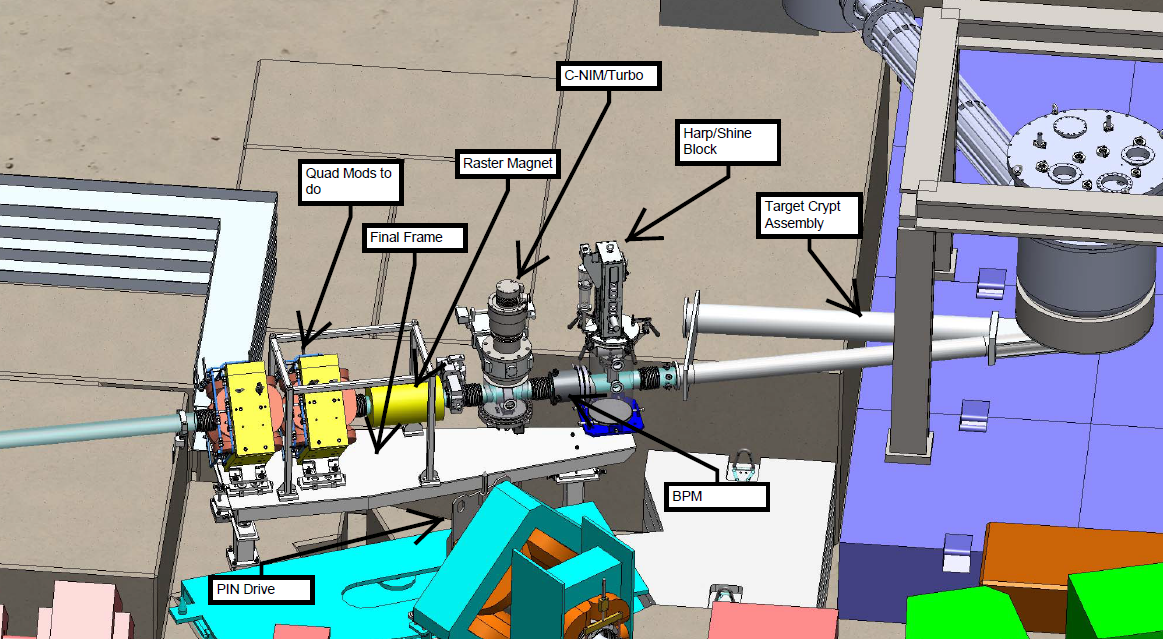 C-NIM/Turbo
Harp/Shine
Block
Raster Magnet
Quad Mods to
do
Target Crypt
Assembly
Final Frame
BPM
PIN Drive